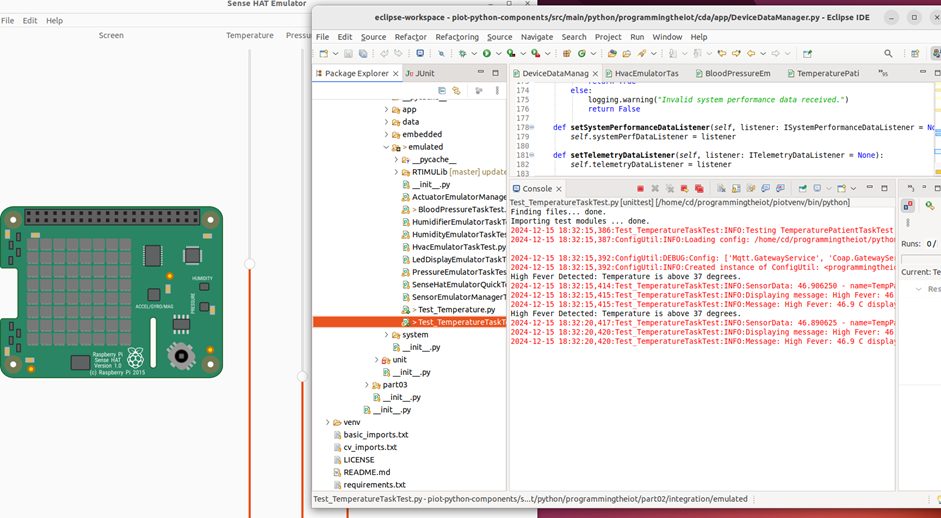 Sense HAT Emulator
File Edit Help
Screen
Temperature
Pressu
HUMIDITY
PRESSURE
ACCEL/GYRO/MAG
Raspberry Pi
Sense HAT
Version 1.0
(c) Raspberry Pi 2015
eclipse-workspace - piot-python-components/src/main/python/programmingtheiot/cda/app/DeviceDataManager.py - Eclipse IDE
File Edit Source Refactor Refactoring Source Navigate Search Project Run Window Help
Package Explorer
JUnit
app
data
embedded
> emulated
> __pycache__
RTIMULib [master] update
__init__.py
ActuatorEmulatorManage
> BloodPressureTaskTest.
HumidifierEmulatorTaskT
HumidityEmulatorTaskT
HvacEmulatorTaskTest.py
LedDisplayEmulatorTaskT
PressureEmulatorTaskTes
SenseHatEmulatorQuickT
SensorEmulatorManagerT
> Test_Temperature.py
> Test_TemperatureTaskT
system
__init__.py
unit
__init__.py
part03
__init__.py
__init__.py
venv
basic_imports.txt
cv_imports.txt
LICENSE
README.md
requirements.txt
DeviceDataManag
HvacEmulatorTas
BloodPressureEm
TemperaturePati
174 else:
175 logging.warning("Invalid system performance data received.")
176 return False
177
178 def setSystemPerformanceDataListener(self, listener: ISystemPerformanceDataListener = No
179 self.systemPerfDataListener = listener
180
181 def setTelemetryDataListener(self, listener: ITelemetryDataListener = None):
182 self.telemetryDataListener = listener
183
Console
Test_TemperatureTaskTest.py [unittest] [/home/cd/programmingtheiot/piotvenv/bin/python]
Finding files... done.
Importing test modules ... done.
2024-12-15 18:32:15,386:Test_TemperatureTaskTest:INFO:Testing TemperaturePatientTaskTest
2024-12-15 18:32:15,387:ConfigUtil:INFO:Loading config: /home/cd/programmingtheiot/python
2024-12-15 18:32:15,392:ConfigUtil:DEBUG:Config: ['Mqtt.GatewayService', 'Coap.GatewaySe
2024-12-15 18:32:15,392:ConfigUtil:INFO:Created instance of ConfigUtil: <programmingtheio
High Fever Detected: Temperature is above 37 degrees.
2024-12-15 18:32:15,414:Test_TemperatureTaskTest:INFO:SensorData: 46.906250 - name=TempPa
2024-12-15 18:32:15,415:Test_TemperatureTaskTest:INFO:Displaying message: High Fever: 46.
2024-12-15 18:32:15,415:Test_TemperatureTaskTest:INFO:Message: High Fever: 46.9 C display
High Fever Detected: Temperature is above 37 degrees.
2024-12-15 18:32:20,417:Test_TemperatureTaskTest:INFO:SensorData: 46.890625 - name=TempPa
2024-12-15 18:32:20,420:Test_TemperatureTaskTest:INFO:Displaying message: High Fever: 46
2024-12-15 18:32:20,420:Test_TemperatureTaskTest:INFO:Message: High Fever: 46.9 C display
Runs: 0 /
Current: Te
Res
Test_TemperatureTaskTest.py - piot-python-components/s...t/python/programmingtheiot/part02/integration/emulated